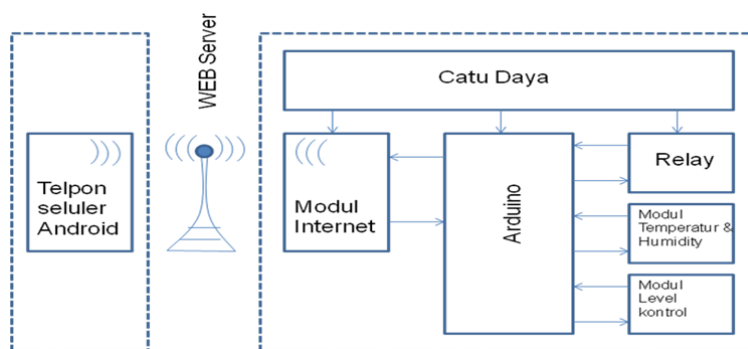 WEB Server
Catu Daya
Telpon
seluler
Android
Modul
Internet
Arduino
Relay
Modul
Temperatur &
Humidity
Modul
Level
kontrol